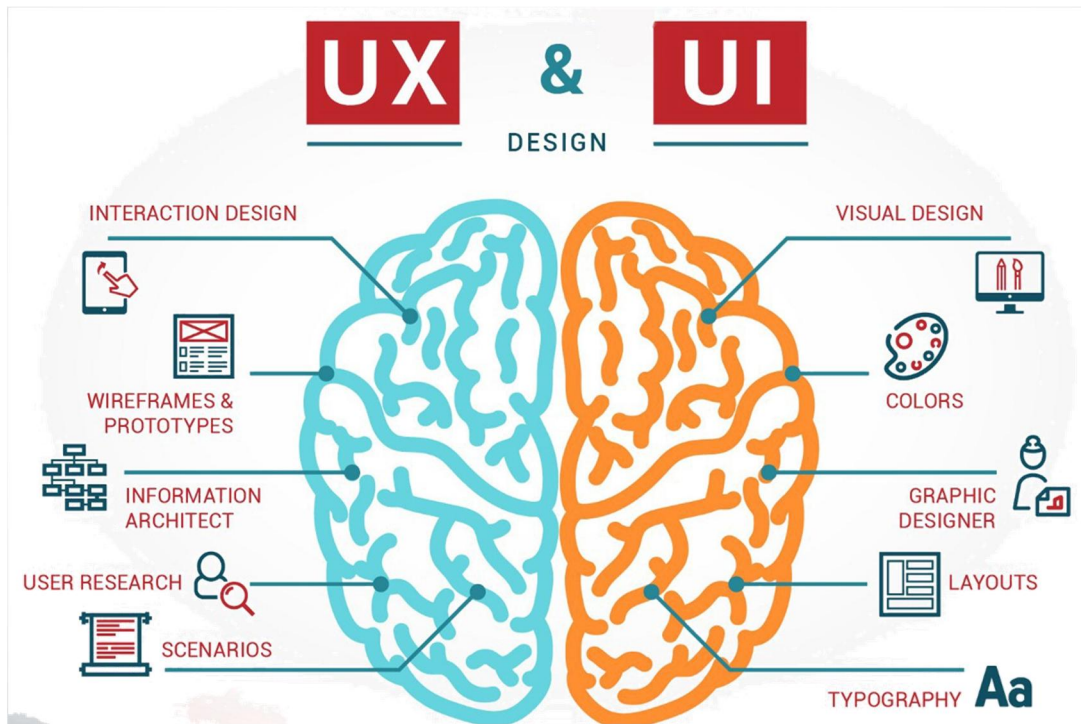 UX & UI
DESIGN
INTERACTION DESIGN
WIREFRAMES &
PROTOTYPES
INFORMATION
ARCHITECT
USER RESEARCH
SCENARIOS
VISUAL DESIGN
COLORS
GRAPHIC
DESIGNER
LAYOUTS
TYPOGRAPHY Aa